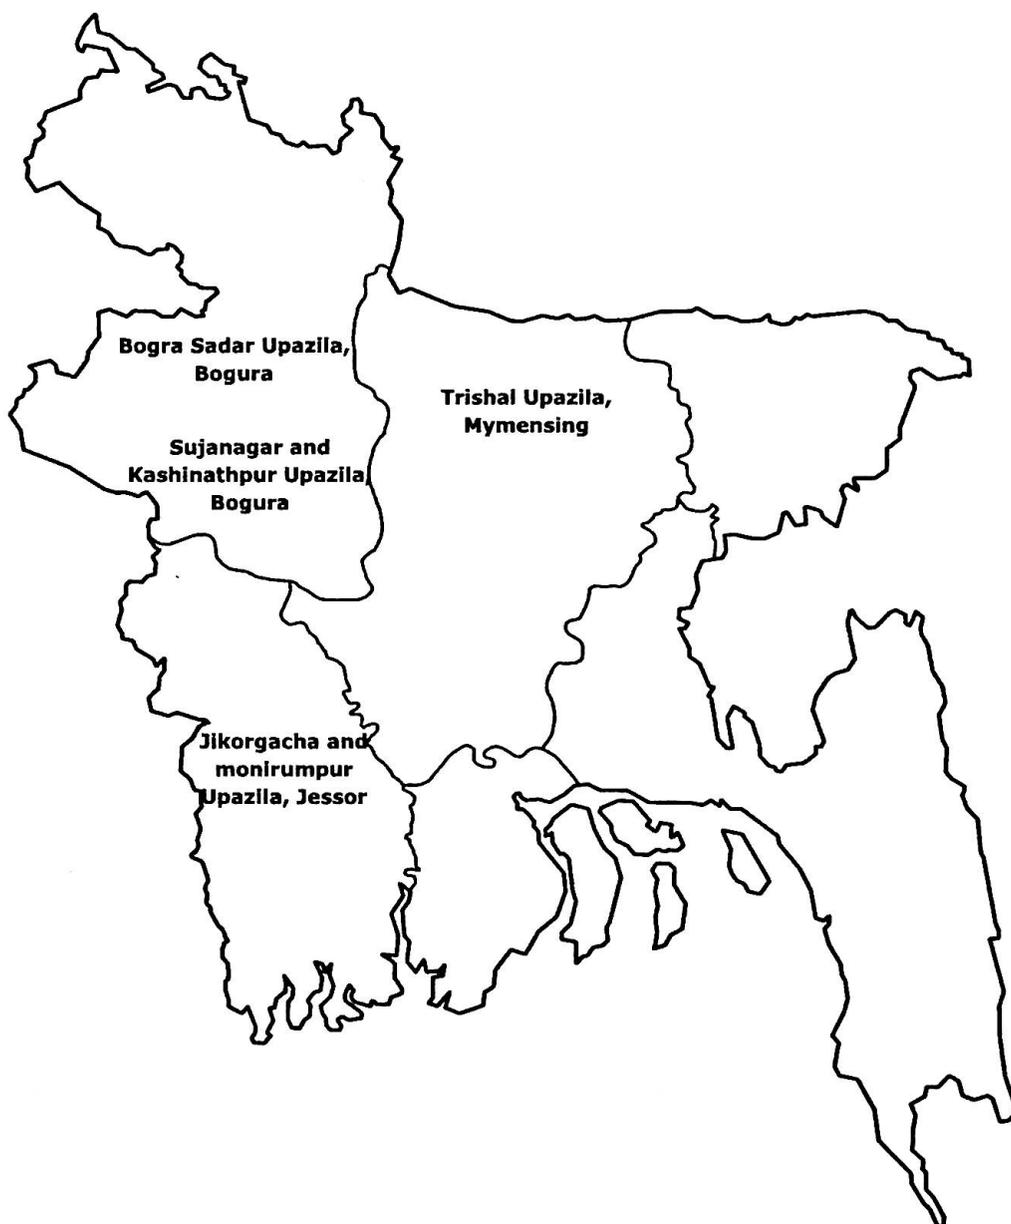 Bogra Sadar Upazila,
Bogura
Trishal Upazila,
Mymensing
Sujanagar and
Kashinathpur Upazila,
Bogura
Jikorgacha and
monirumpur
Upazila, Jessor